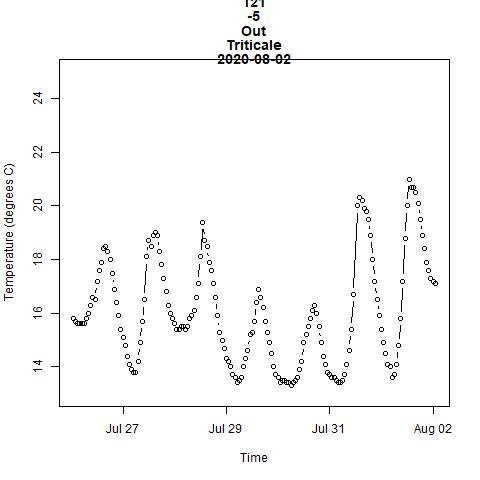 121
-5
Out
Triticale
2020-08-02
Temperature (degrees C)
24
22
20
18
16
14
Jul 27
Jul 29
Jul 31
Aug 02
Time